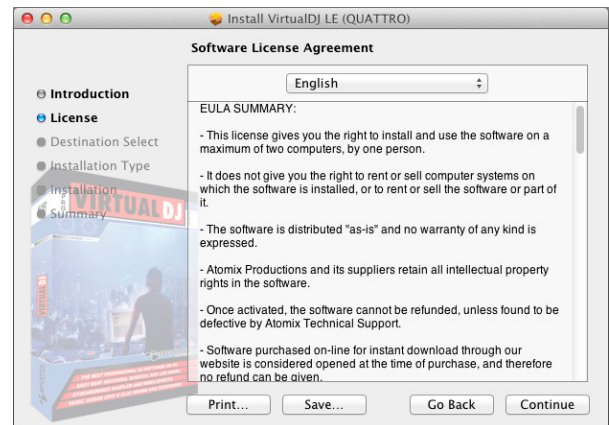 Install VirtualDJ LE (QUATTRO)
Software License Agreement
English
Introduction
License
Destination Select
Installation Type
Installation
Summary
EULA SUMMARY:
- This license gives you the right to install and use the software on a
maximum of two computers, by one person.
- It does not give you the right to rent or sell computer systems on
which the software is installed, or to rent or sell the software or part of
it.
- The software is distributed "as-is" and no warranty of any kind is
expressed.
- Atomix Productions and its suppliers retain all intellectual property
rights in the software.
- Once activated, the software cannot be refunded, unless found to be
defective by Atomix Technical Support.
- Software purchased on-line for instant download through our
website is considered opened at the time of purchase, and therefore
no refund can be given.
PRO
VIRTUAL DJ
VIRTUAL DJ
Print...
Save...
Go Back
Continue